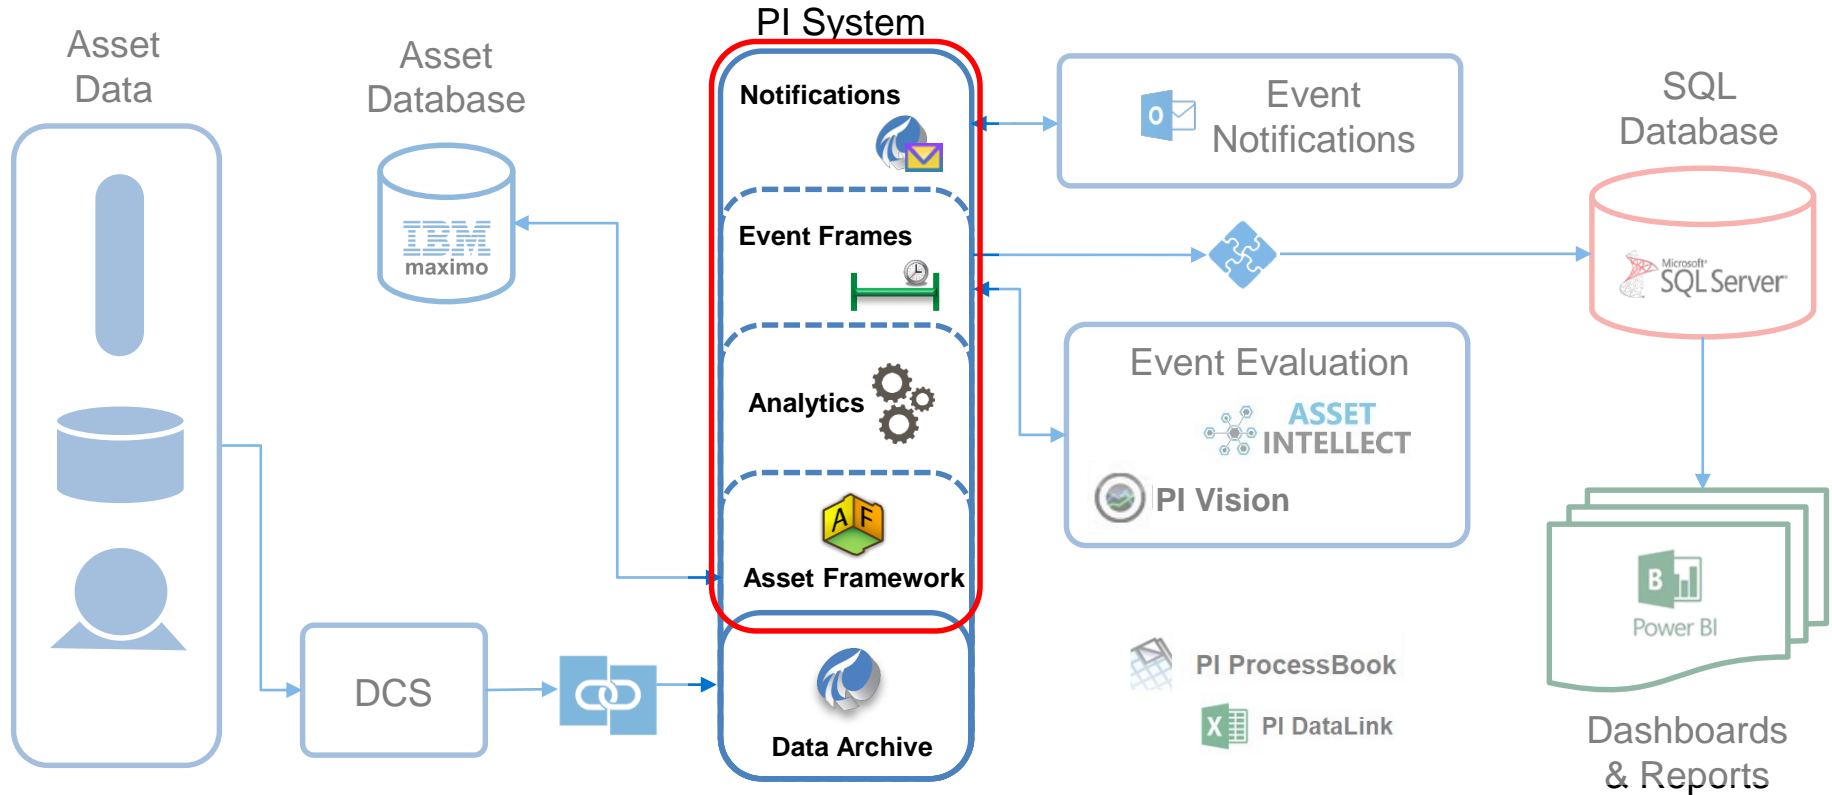 PI System
Asset
Data
Asset
Database
IBM
maximo
DCS
Notifications
Event Frames
Analytics
AF
Asset Framework
Data Archive
O
Event
Notifications
Event Evaluation
ASSET
INTELLECT
PI Vision
PI ProcessBook
X
PI DataLink
SQL
Database
Microsoft
SQL Server
B
Power BI
Dashboards
& Reports